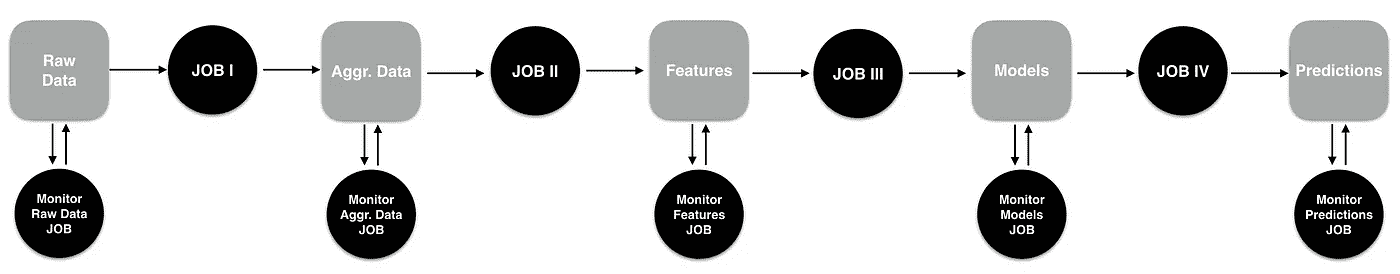 Raw
Data
JOB I
Aggr. Data
JOB II
Features
JOB III
Models
JOB IV
Predictions
Monitor
Raw Data
JOB
Monitor
Aggr. Data
JOB
Monitor
Features
JOB
Monitor
Models
JOB
Monitor
Predictions
JOB